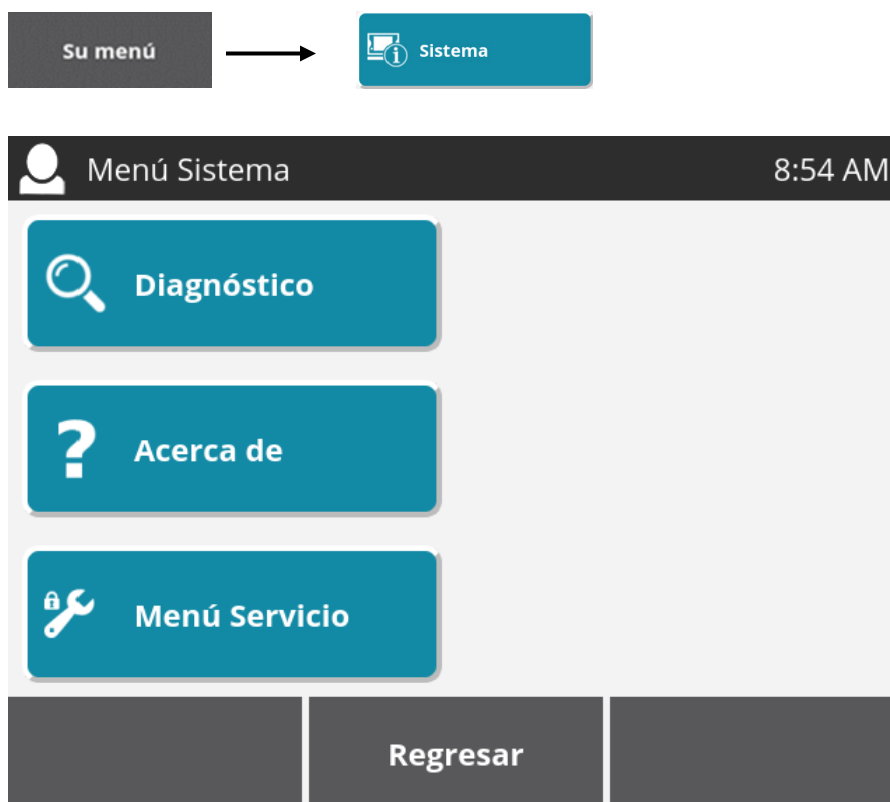 Su menú
Sistema
Menú Sistema 8:54 AM
Diagnóstico
? Acerca de
Menú Servicio
Regresar